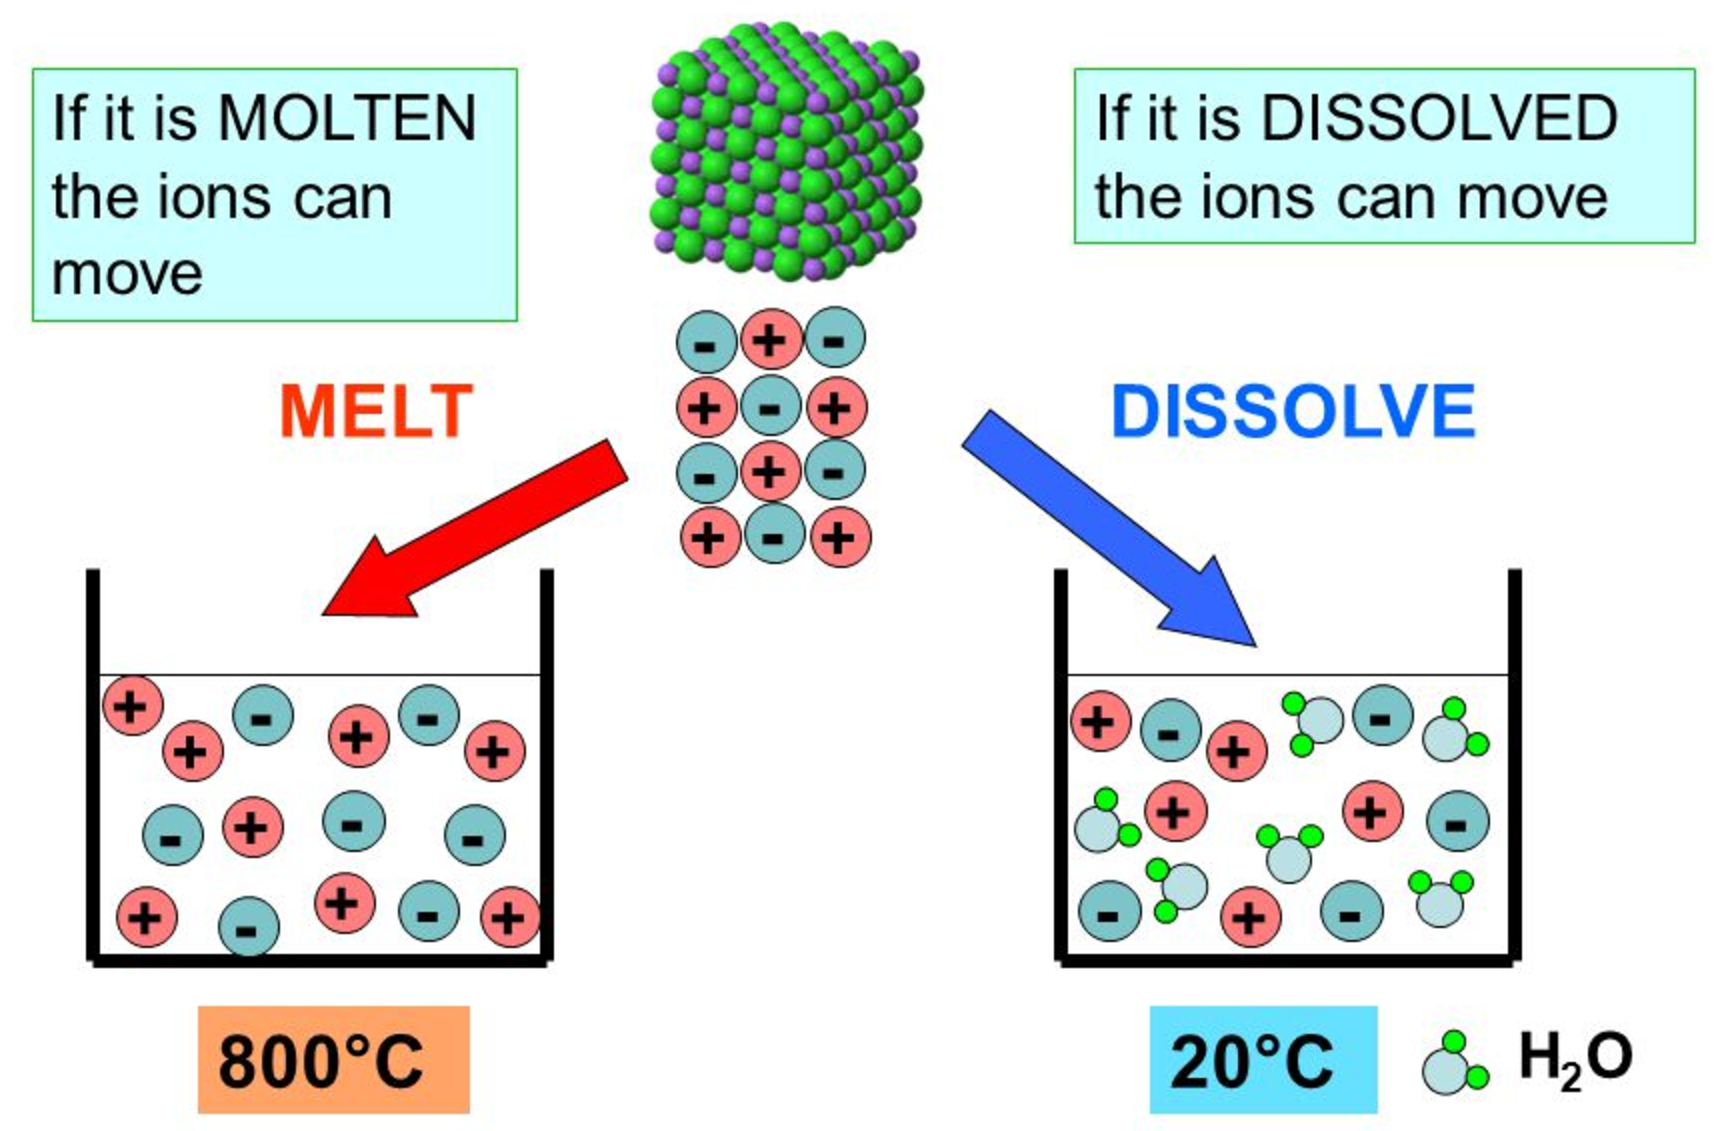 If it is MOLTEN
the ions can
move
If it is DISSOLVED
the ions can move
MELT
DISSOLVE
- + -
+ - +
- + -
+ - +
+ - + -
+ +
- + - -
+ - + - +
+ - + -
+ + -
- + -
800°C
20°C
H₂O